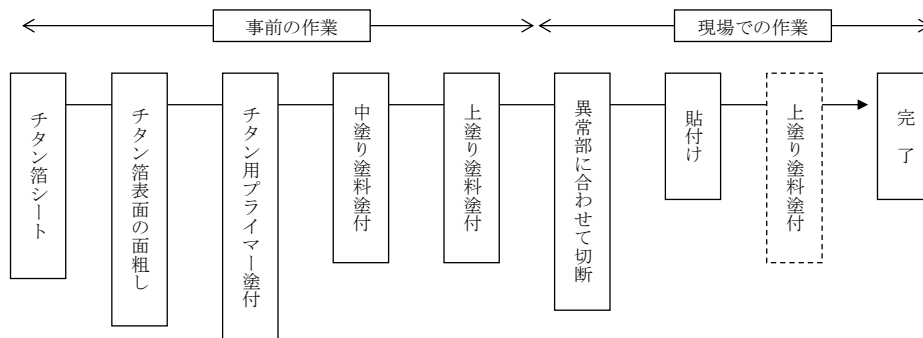 事前の作業
現場での作業
チタン箔シート
チタン箔表面の面粗し
チタン用プライマー塗付
中塗り塗料塗付
上塗り塗料塗付
異常部に合わせて切断
貼付け
上塗り塗料塗付
完了